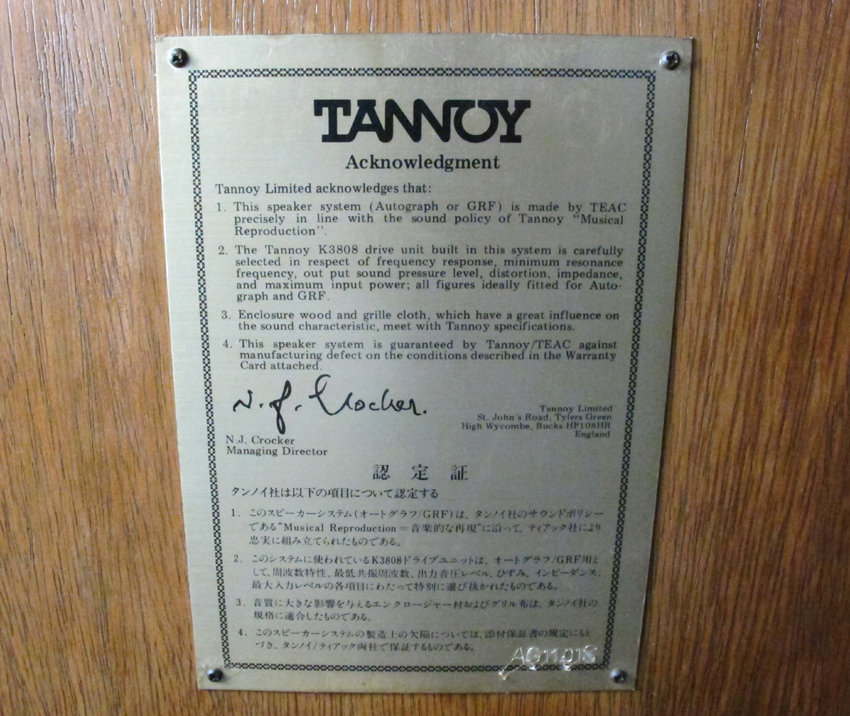 TANNOY
Acknowledgment
Tannoy Limited acknowledges that:
1. This speaker system (Autograph or GRF) is made by TEAC
precisely in line with the sound policy of Tannoy "Musical
Reproduction".
2. The Tannoy K3808 drive unit built in this system is carefully
selected in respect of frequency response, minimum resonance
frequency, out put sound pressure level, distortion, impedance,
and maximum input power; all figures ideally fitted for Auto-
graph and GRF.
3. Enclosure wood and grille cloth, which have a great influence on
the sound characteristic, meet with Tannoy specifications.
4. This speaker system is guaranteed by Tannoy/TEAC against
manufacturing defect on the conditions described in the Warranty
Card attached.
N. J. Crocker.
Tannoy Limited
St. John's Road, Tylers Green
High Wycombe, Bucks HP108HR
England
N.J. Crocker
Managing Director
認定証
タンノイ社は以下の項目について認定する
1. このスピーカーシステム(オートグラフ/GRF)は、タンノイ社のサウンドポリシー
である"Musical Reproduction=音楽的な再現"に沿って、ティアック社により
忠実に組み立てられたものである。
2. このシステムに使われているK3808ドライブユニットは、オートグラフ/GRF用と
して、周波数特性、最低共振周波数、出力音圧レベル、ひずみ、インピーダンス、
最大入力レベルの各項目にわたって特別に選び抜かれたものである。
3. 音質に大きな影響を与えるエンクロージャー材およびグリル布は、タンノイ社の
規格に適合したものである。
4. このスピーカーシステムの製造上の欠陥については、添付保証書の規定にもと
づき、タンノイ/ティアック両社で保証するものである。